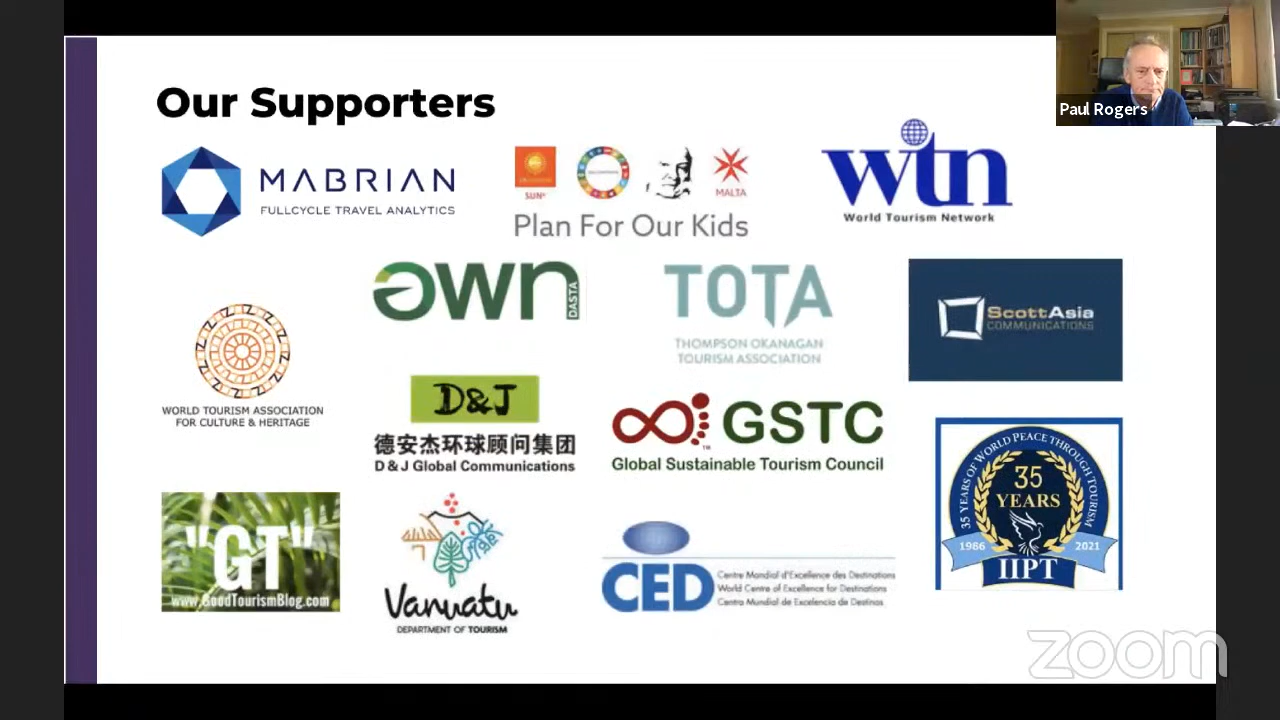 Our Supporters
Paul Rogers
MABRIAN
FULLCYCLE TRAVEL ANALYTICS
SUNˣ
MALTA
Plan For Our Kids
wtn
World Tourism Network
WORLD TOURISM ASSOCIATION
FOR CULTURE & HERITAGE
own
DASTA
TOTA
THOMPSON OKANAGAN
TOURISM ASSOCIATION
ScottAsia
COMMUNICATIONS
D&J
德安杰环球顾问集团
D & J Global Communications
GSTC
TM
Global Sustainable Tourism Council
35 YEARS OF WORLD PEACE THROUGH TOURISM
35
YEARS
1986
2021
IIPT
"GT"
www.GoodTourismBlog.com
Vanuatu
DEPARTMENT OF TOURISM
CED
Centre Mondial d'Excellence des Destinations
World Centre of Excellence for Destinations
Centro Mundial de Excelencia de Destinos
zoom